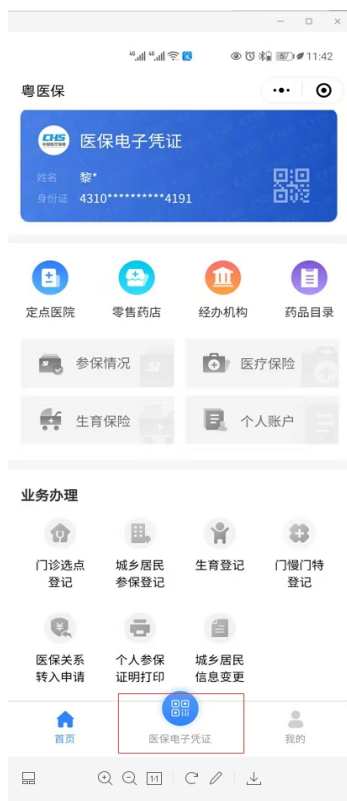 11:42
粤医保
CHS
医保电子凭证
姓名 黎*
身份证 4310**********4191
定点医院 零售药店 经办机构 药品目录
参保情况 医疗保险
生育保险 个人账户
业务办理
门诊选点 城乡居民 生育登记 门慢门特
登记 参保登记 登记
医保关系 个人参保 城乡居民
转入申请 证明打印 信息变更
首页 医保电子凭证 我的
1:1